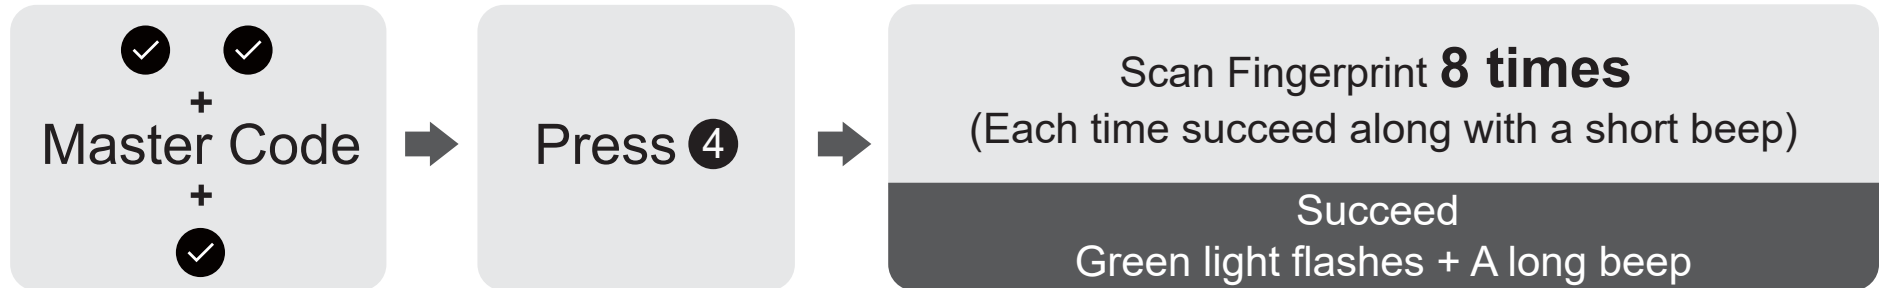 ✓ ✓
+
Master Code
+
✓
Press 4
Scan Fingerprint 8 times
(Each time succeed along with a short beep)
Succeed
Green light flashes + A long beep